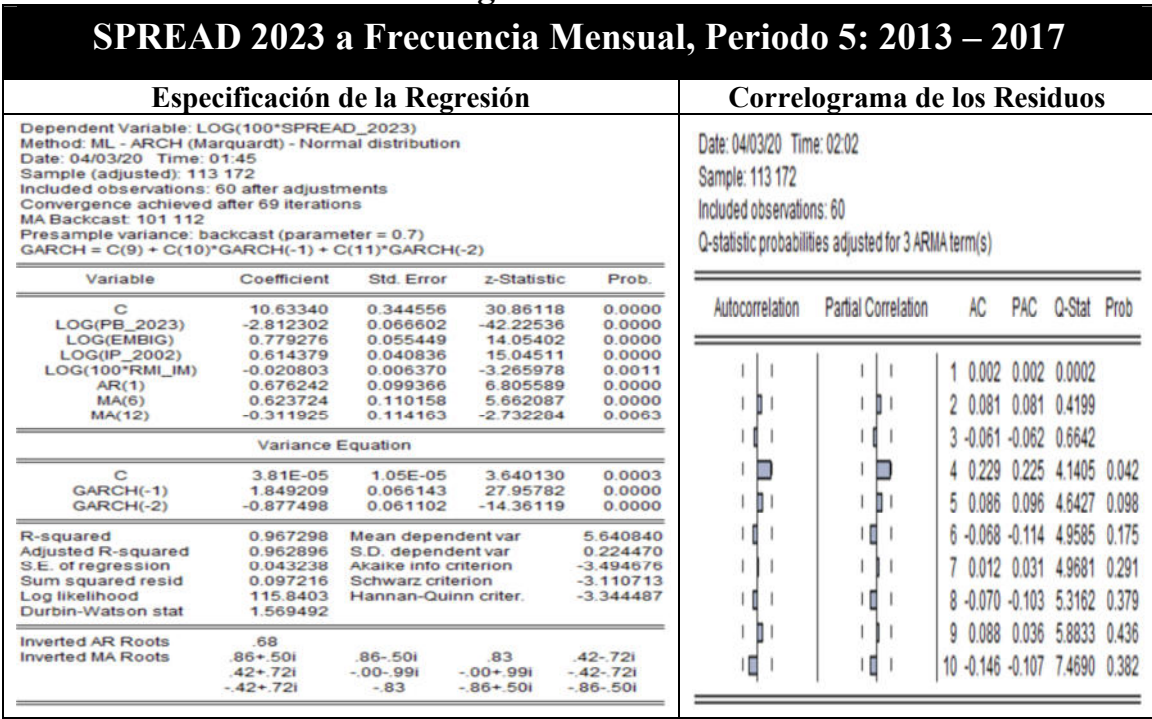 SPREAD 2023 a Frecuencia Mensual, Periodo 5: 2013 – 2017
Especificación de la Regresión
Dependent Variable: LOG(100*SPREAD_2023)
Method: ML - ARCH (Marquardt) - Normal distribution
Date: 04/03/20 Time: 01:45
Sample (adjusted): 113 172
Included observations: 60 after adjustments
Convergence achieved after 69 iterations
MA Backcast: 101 112
Presample variance: backcast (parameter = 0.7)
GARCH = C(9) + C(10)*GARCH(-1) + C(11)*GARCH(-2)
Variable Coefficient Std. Error z-Statistic Prob.
C 10.63340 0.344556 30.86118 0.0000
LOG(PB_2023) -2.812302 0.066602 -42.22536 0.0000
LOG(EMBIG) 0.779276 0.055449 14.05402 0.0000
LOG(IP_2002) 0.614379 0.040836 15.04511 0.0000
LOG(100*RMI_IM) -0.020803 0.006370 -3.265978 0.0011
AR(1) 0.676242 0.099366 6.805589 0.0000
MA(6) 0.623724 0.110158 5.662087 0.0000
MA(12) -0.311925 0.114163 -2.732284 0.0063
Variance Equation
C 3.81E-05 1.05E-05 3.640130 0.0003
GARCH(-1) 1.849209 0.066143 27.95782 0.0000
GARCH(-2) -0.877498 0.061102 -14.36119 0.0000
R-squared 0.967298 Mean dependent var 5.640840
Adjusted R-squared 0.962896 S.D. dependent var 0.224470
S.E. of regression 0.043238 Akaike info criterion -3.494676
Sum squared resid 0.097216 Schwarz criterion -3.110713
Log likelihood 115.8403 Hannan-Quinn criter. -3.344487
Durbin-Watson stat 1.569492
Inverted AR Roots .68
Inverted MA Roots .86+.50i .86-.50i .83 .42-.72i
.42+.72i -.00-.99i -.00+.99i -.42-.72i
-.42+.72i -.83 -.86+.50i -.86-.50i
Correlograma de los Residuos
Date: 04/03/20 Time: 02:02
Sample: 113 172
Included observations: 60
Q-statistic probabilities adjusted for 3 ARMA term(s)
Autocorrelation Partial Correlation AC PAC Q-Stat Prob
1 0.002 0.002 0.0002
2 0.081 0.081 0.4199
3 -0.061 -0.062 0.6642
4 0.229 0.225 4.1405 0.042
5 0.086 0.096 4.6427 0.098
6 -0.068 -0.114 4.9585 0.175
7 0.012 0.031 4.9681 0.291
8 -0.070 -0.103 5.3162 0.379
9 0.088 0.036 5.8833 0.436
10 -0.146 -0.107 7.4690 0.382